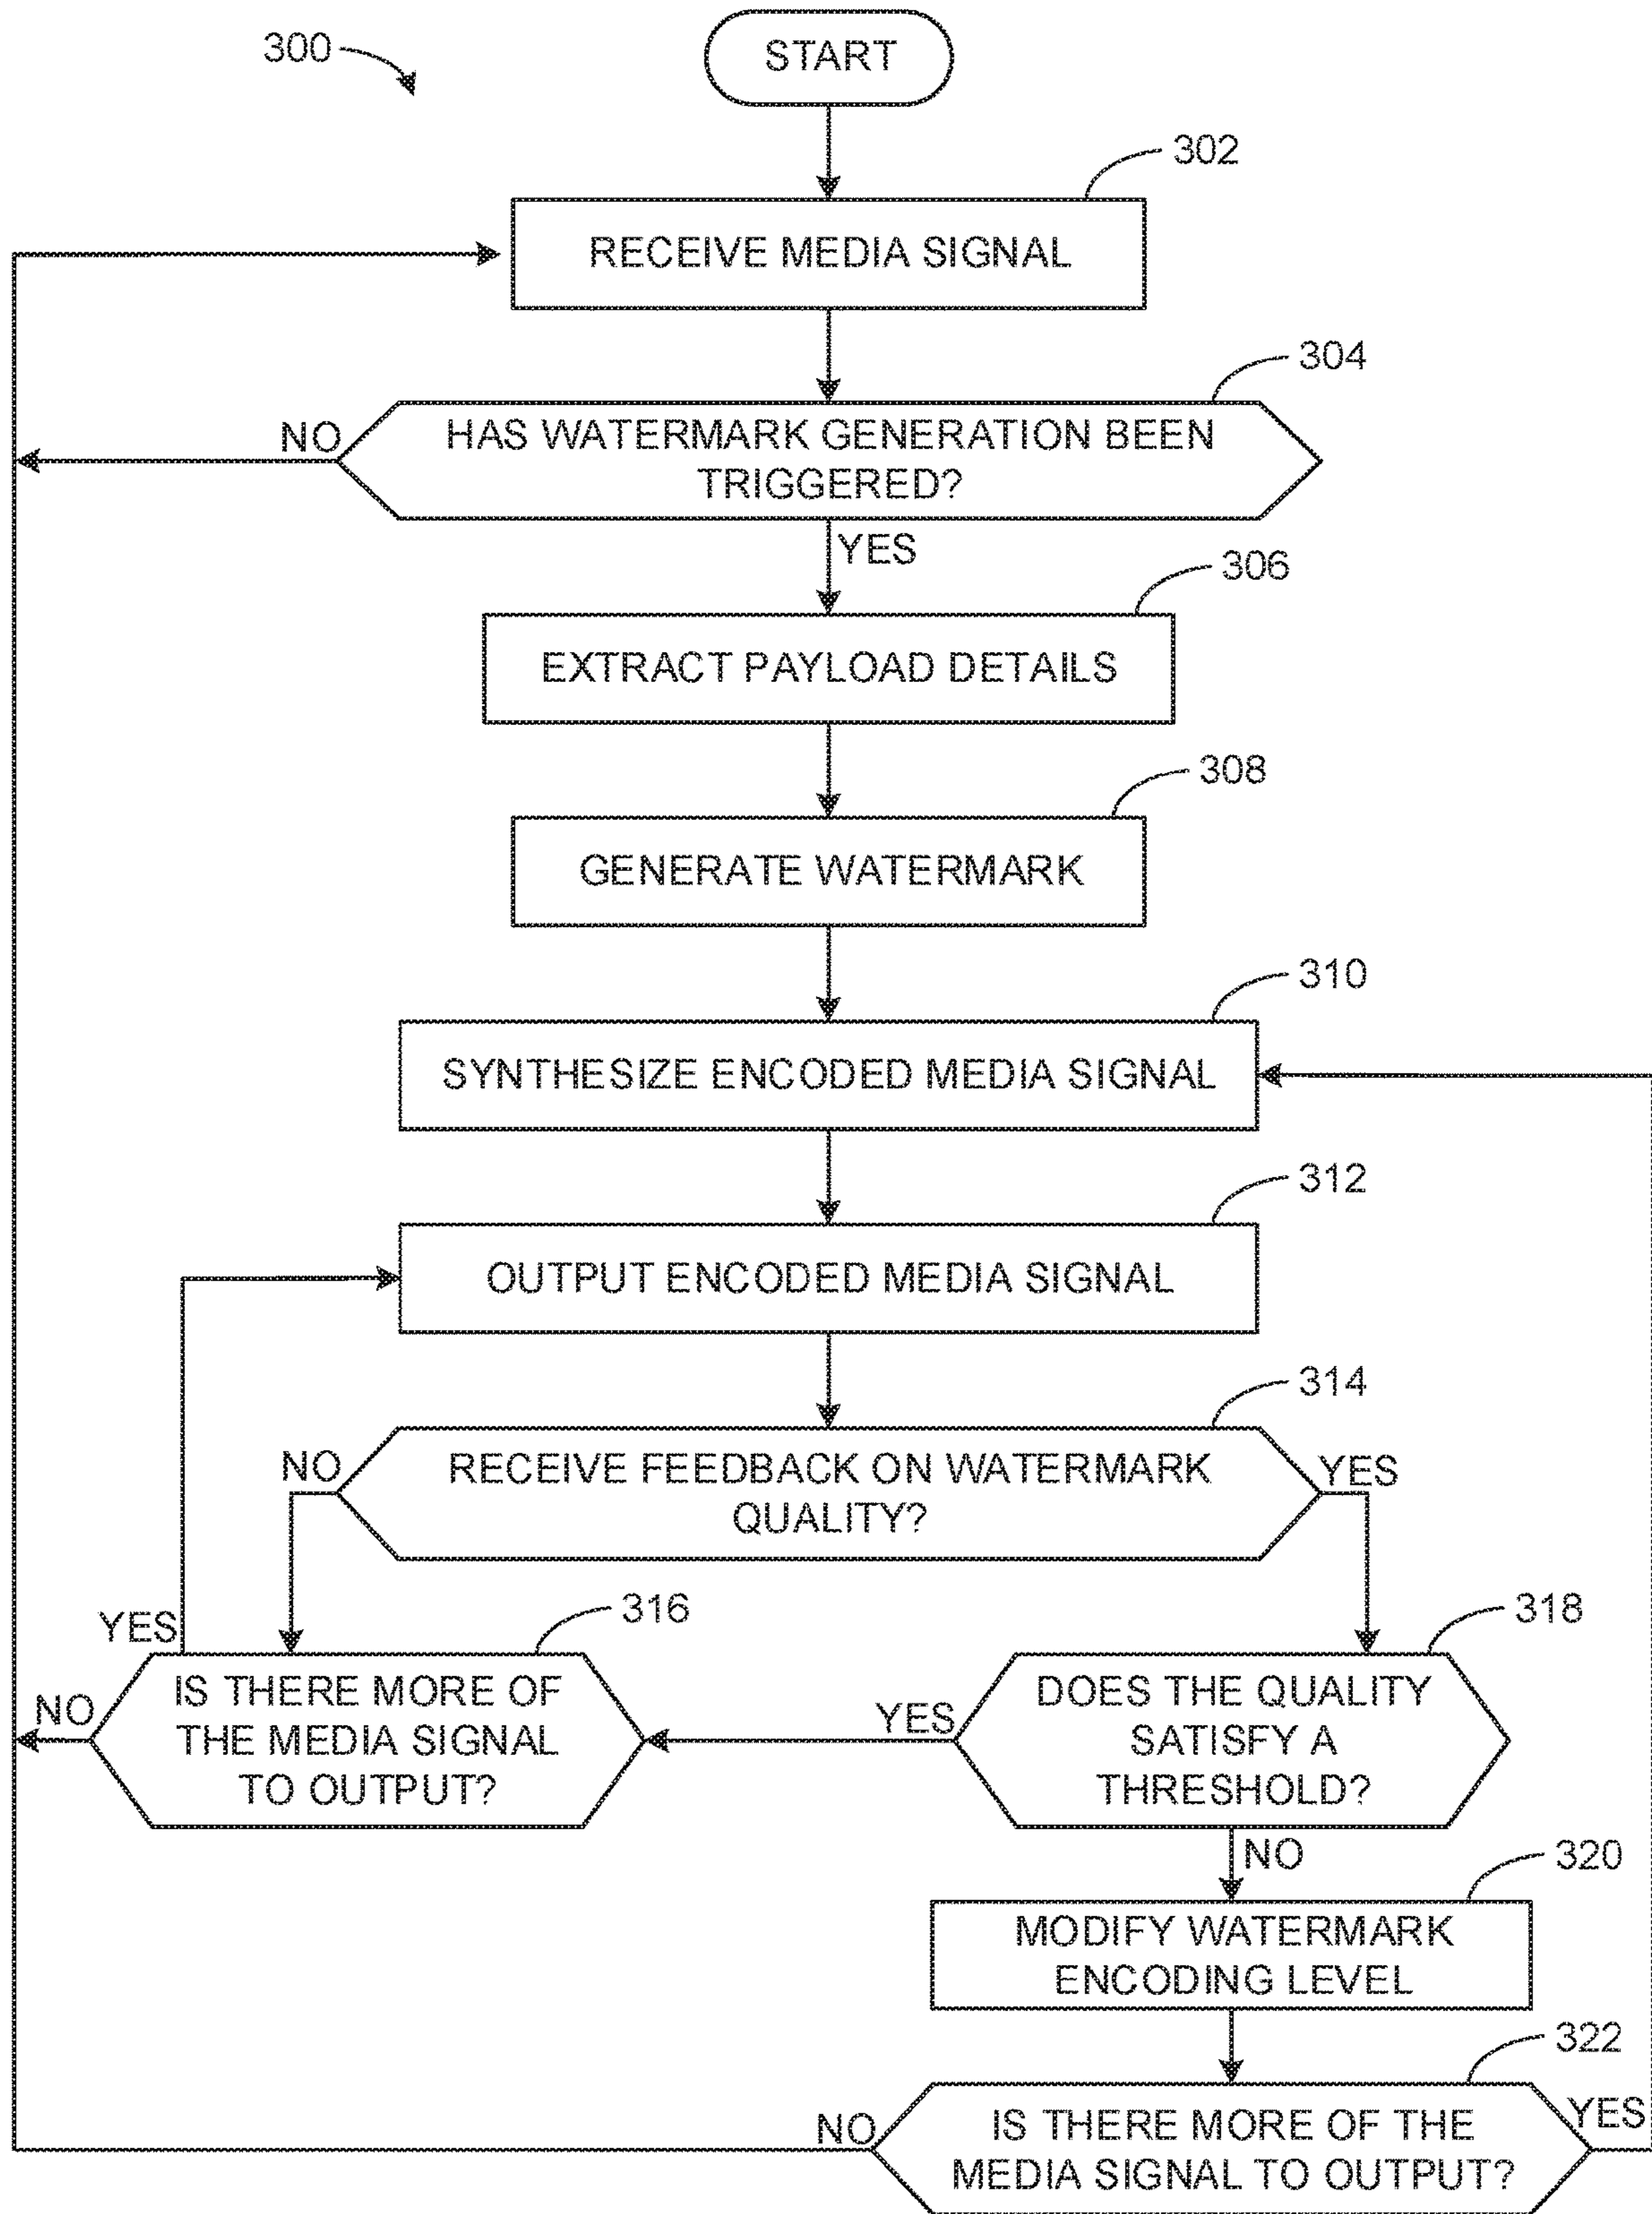 300
START
302
RECEIVE MEDIA SIGNAL
304
NO
HAS WATERMARK GENERATION BEEN
TRIGGERED?
YES
306
EXTRACT PAYLOAD DETAILS
308
GENERATE WATERMARK
310
SYNTHESIZE ENCODED MEDIA SIGNAL
312
OUTPUT ENCODED MEDIA SIGNAL
314
NO
RECEIVE FEEDBACK ON WATERMARK
QUALITY?
YES
316
318
YES
NO
IS THERE MORE OF
THE MEDIA SIGNAL
TO OUTPUT?
YES
DOES THE QUALITY
SATISFY A
THRESHOLD?
NO
320
MODIFY WATERMARK
ENCODING LEVEL
322
NO
IS THERE MORE OF THE
MEDIA SIGNAL TO OUTPUT?
YES